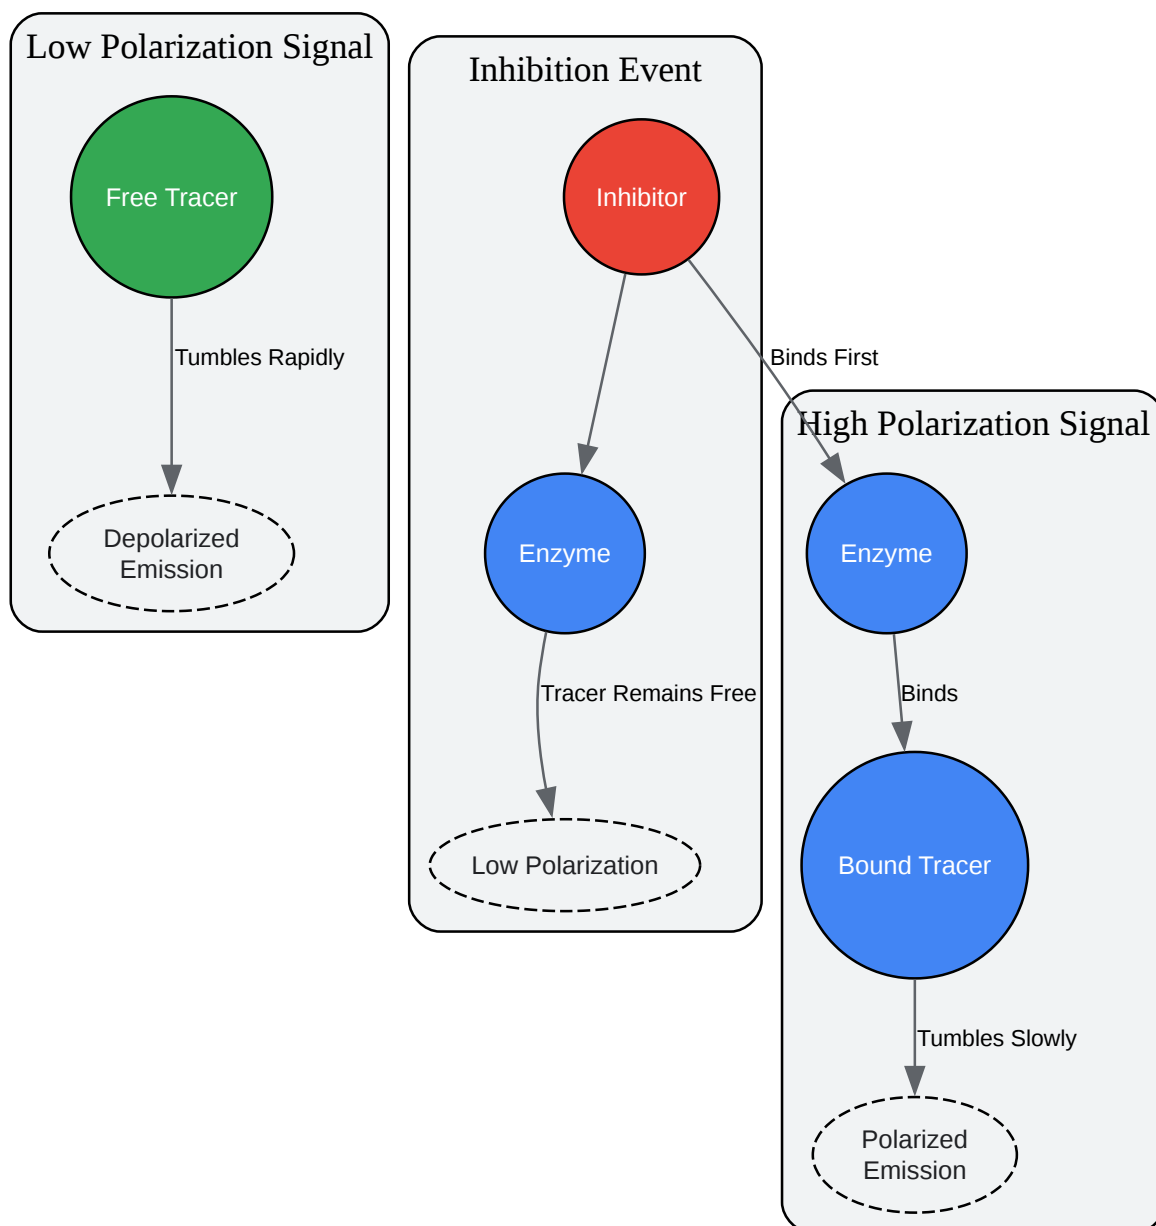 Low Polarization Signal
Free Tracer
Tumbles Rapidly
Depolarized
Emission
Inhibition Event
Inhibitor
Binds First
Enzyme
Tracer Remains Free
Low Polarization
High Polarization Signal
Enzyme
Binds
Bound Tracer
Tumbles Slowly
Polarized
Emission